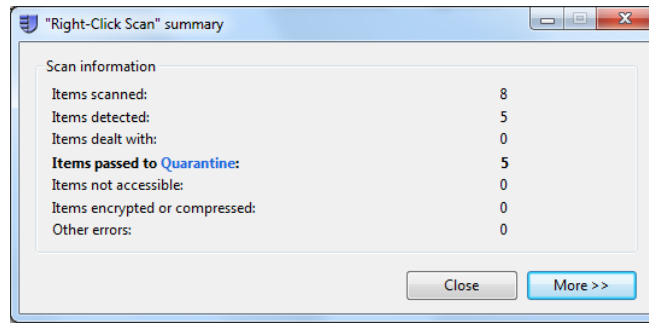 "Right-Click Scan" summary
Scan information
Items scanned: 8
Items detected: 5
Items dealt with: 0
Items passed to Quarantine: 5
Items not accessible: 0
Items encrypted or compressed: 0
Other errors: 0
Close More >>